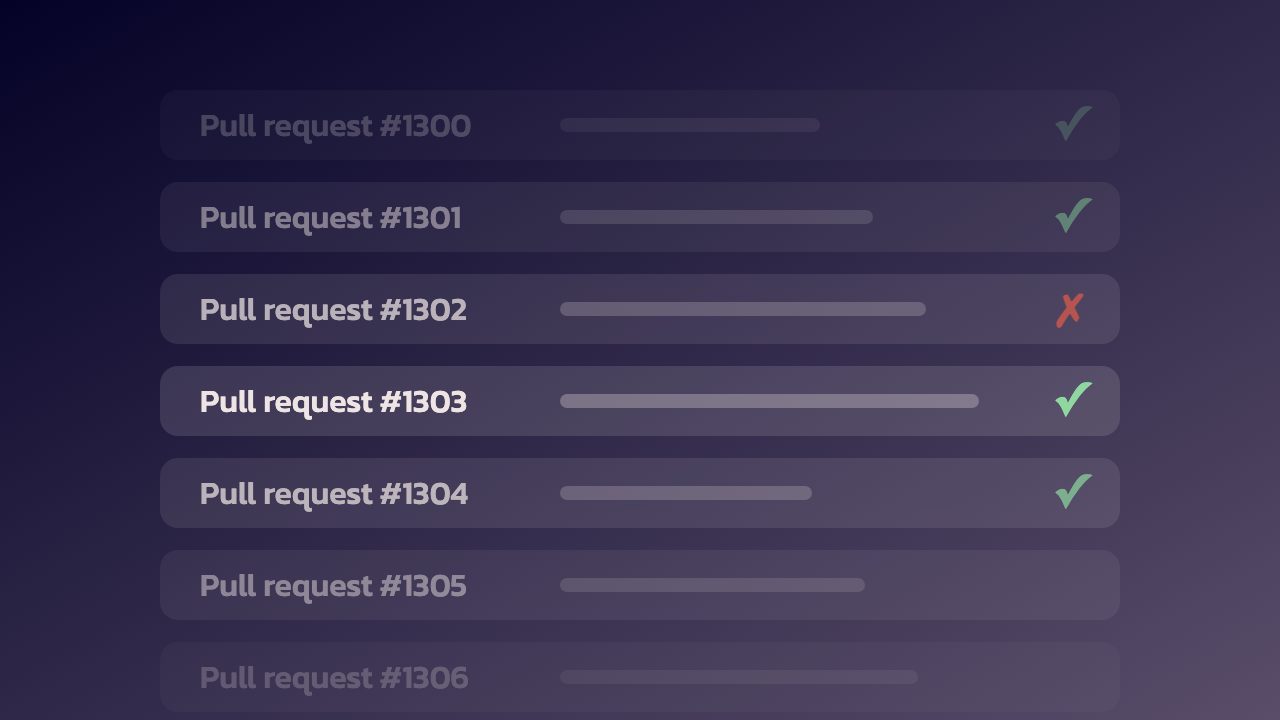 Pull request #1300 ✓
Pull request #1301 ✓
Pull request #1302 ✗
Pull request #1303 ✓
Pull request #1304 ✓
Pull request #1305
Pull request #1306